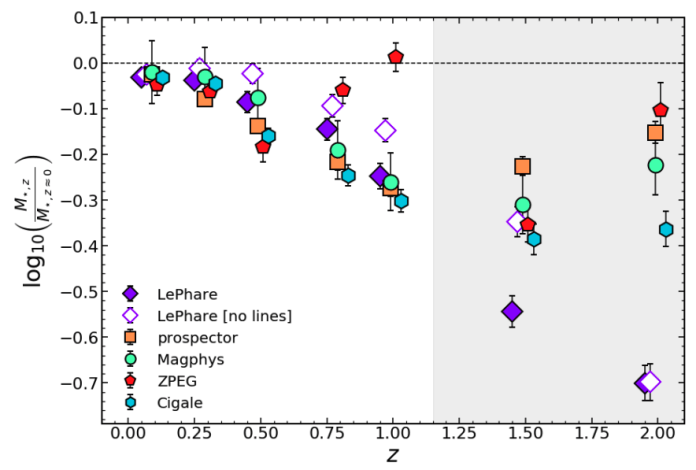 0.1
0.0
−0.1
−0.2
−0.3
−0.4
−0.5
−0.6
−0.7
log₁₀(M∗,z / M∗,z≈0)
LePhare
LePhare [no lines]
prospector
Magphys
ZPEG
Cigale
0.00 0.25 0.50 0.75 1.00 1.25 1.50 1.75 2.00
z